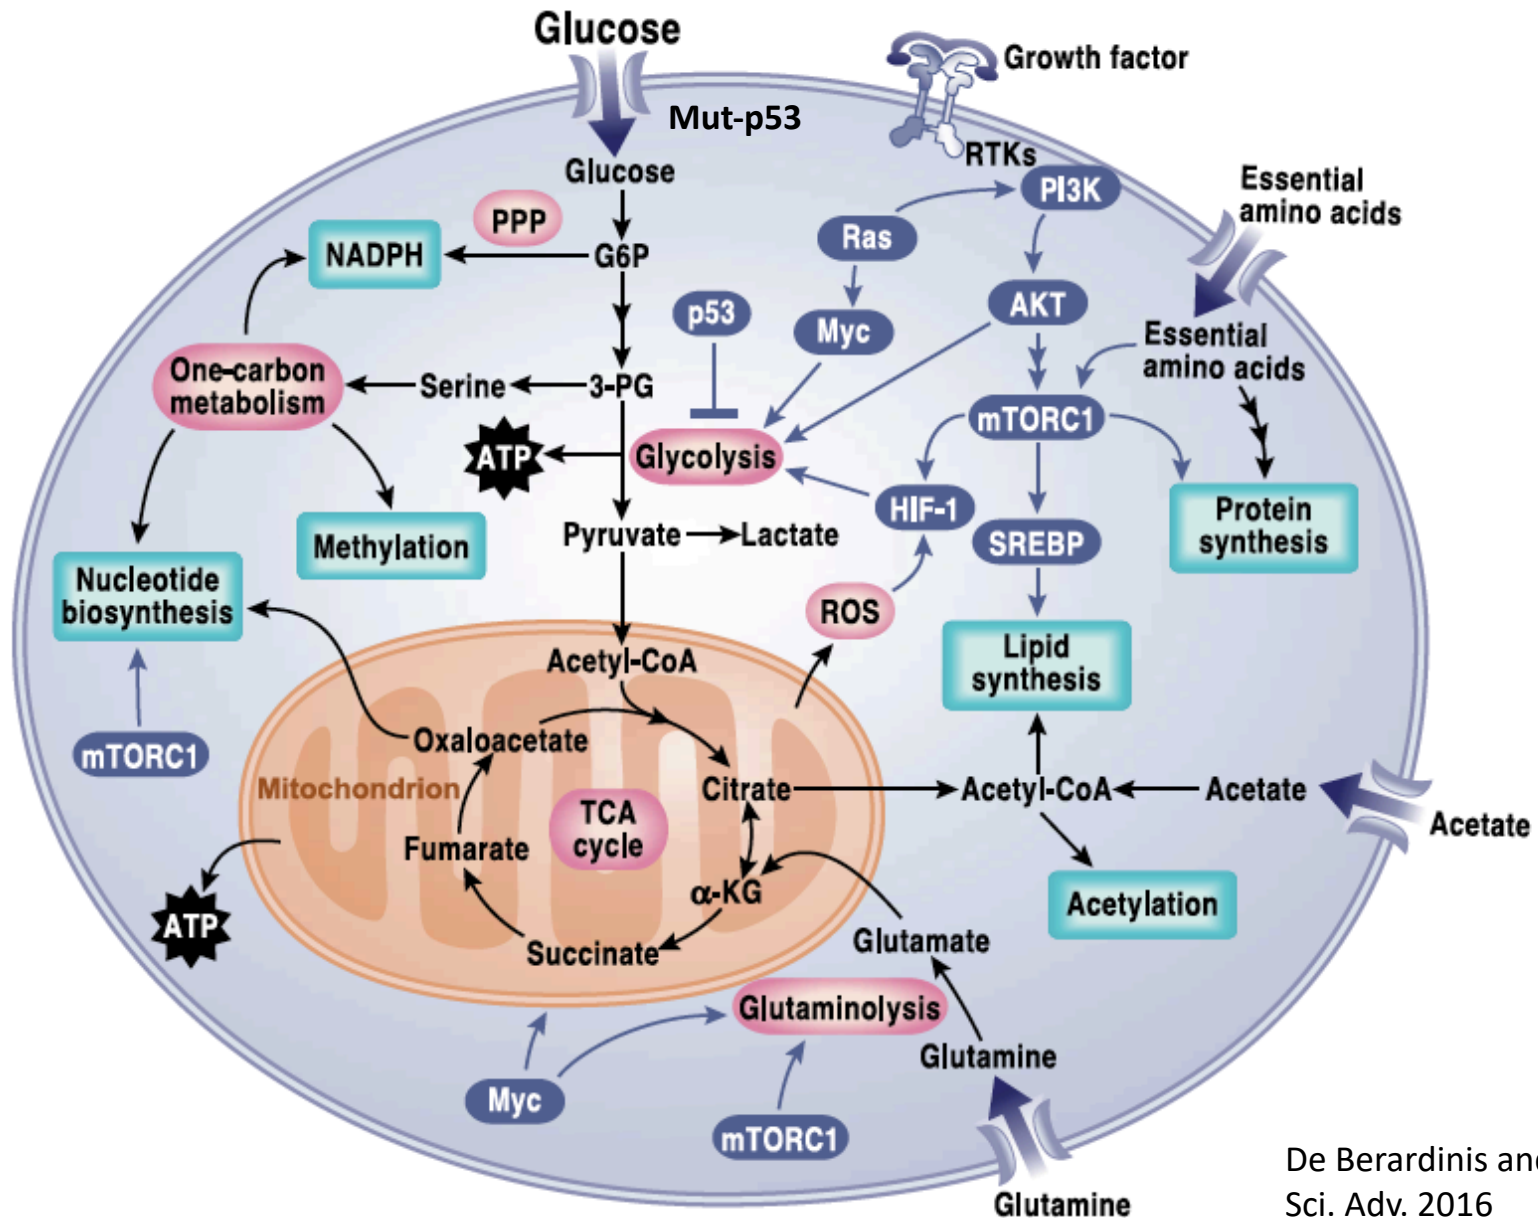 Glucose
Growth factor
Mut-p53
RTKs
Glucose
PI3K
Essential
amino acids
PPP
Ras
NADPH
G6P
AKT
p53
Myc
Essential
amino acids
One-carbon
metabolism
Serine
3-PG
mTORC1
ATP
Glycolysis
HIF-1
Protein
synthesis
Methylation
Pyruvate
Lactate
SREBP
Nucleotide
biosynthesis
ROS
Lipid
synthesis
Acetyl-CoA
mTORC1
Oxaloacetate
Mitochondrion
Citrate
Acetyl-CoA
Acetate
Acetate
TCA
cycle
Fumarate
α-KG
Acetylation
ATP
Succinate
Glutamate
Glutaminolysis
Glutamine
Myc
mTORC1
Glutamine
De Berardinis
Sci. Adv. 2016